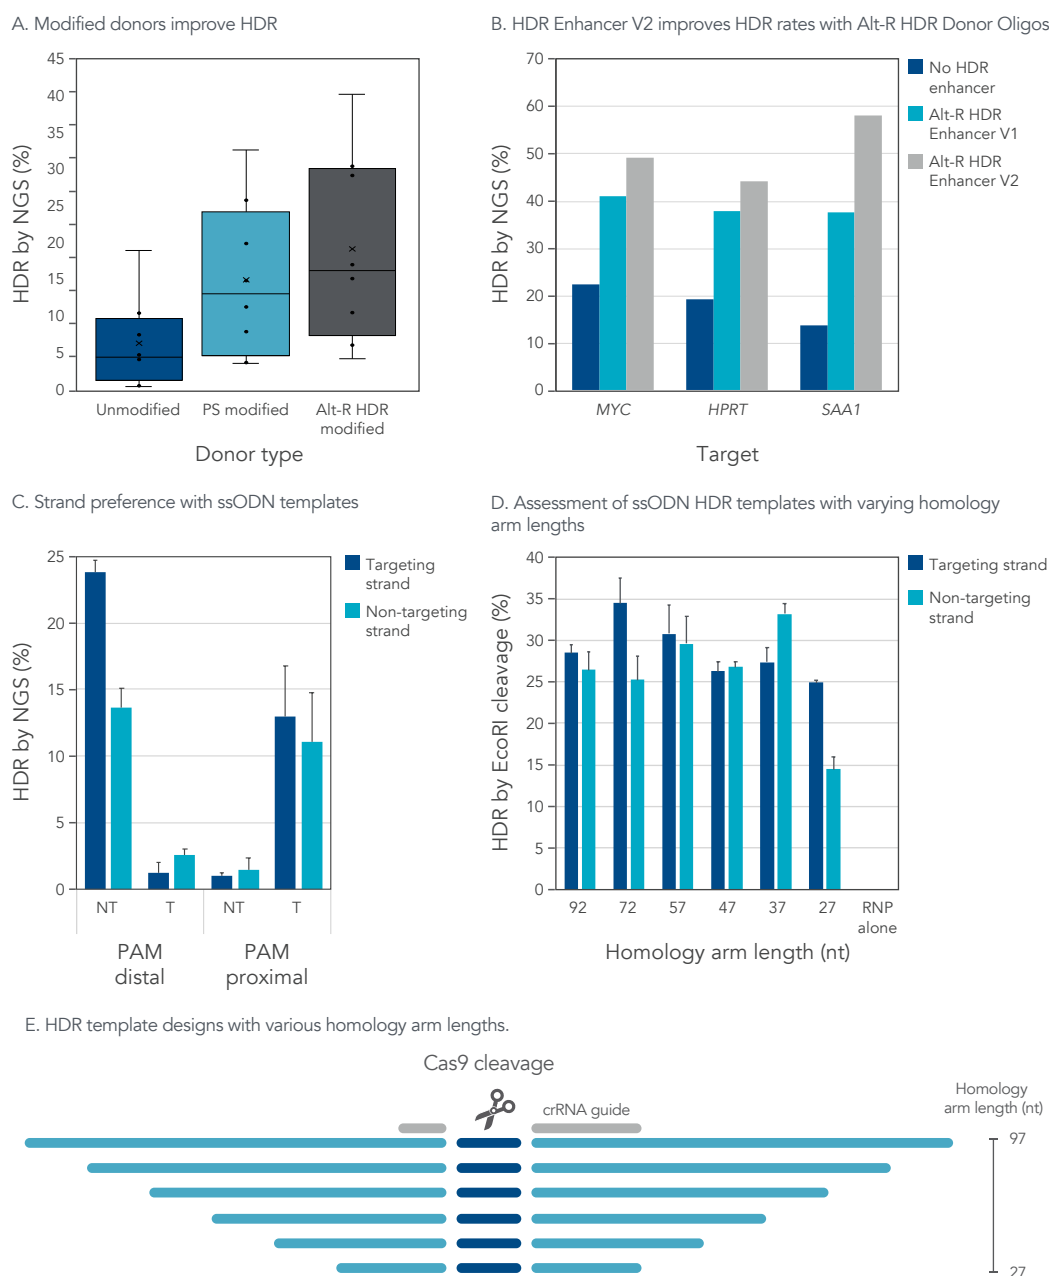 A. Modified donors improve HDR
45
40
35
30
25
20
15
10
5
0
HDR by NGS (%)
Unmodified
PS modified
Alt-R HDR
modified
Donor type
B. HDR Enhancer V2 improves HDR rates with Alt-R HDR Donor Oligos
70
60
50
40
30
20
10
0
HDR by NGS (%)
MYC
HPRT
SAA1
Target
No HDR
enhancer
Alt-R HDR
Enhancer V1
Alt-R HDR
Enhancer V2
C. Strand preference with ssODN templates
25
20
15
10
5
0
HDR by NGS (%)
NT
T
NT
T
PAM
distal
PAM
proximal
Targeting
strand
Non-targeting
strand
D. Assessment of ssODN HDR templates with varying homology
arm lengths
40
35
30
25
20
15
10
5
0
HDR by EcoRI cleavage (%)
92
72
57
47
37
27
RNP
alone
Homology arm length (nt)
Targeting strand
Non-targeting
strand
E. HDR template designs with various homology arm lengths.
Cas9 cleavage
crRNA guide
Homology
arm length (nt)
97
27